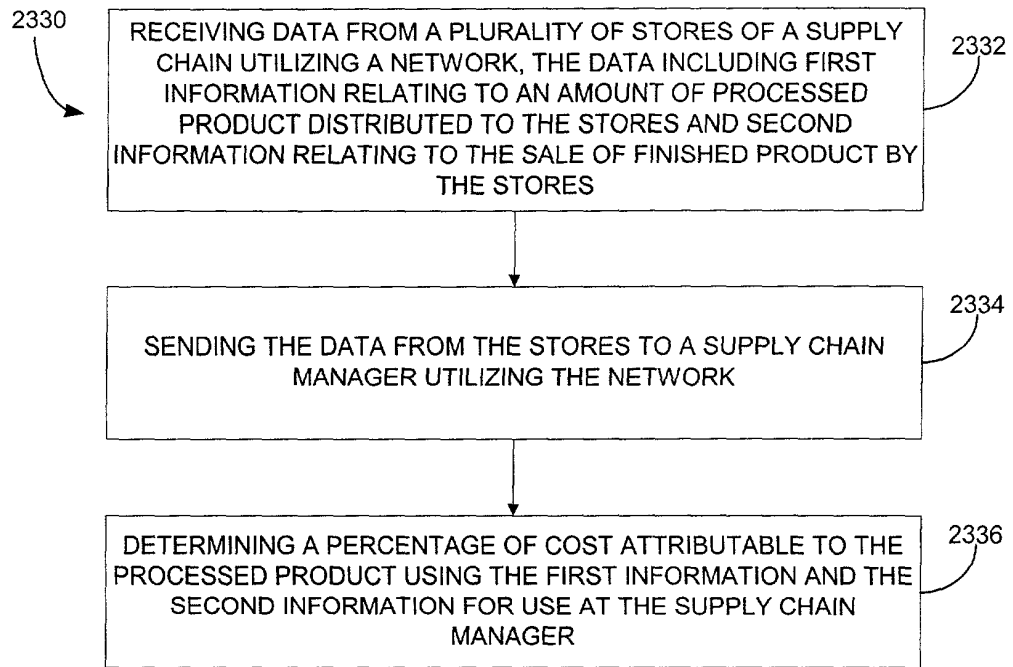 2330
RECEIVING DATA FROM A PLURALITY OF STORES OF A SUPPLY
CHAIN UTILIZING A NETWORK, THE DATA INCLUDING FIRST
INFORMATION RELATING TO AN AMOUNT OF PROCESSED
PRODUCT DISTRIBUTED TO THE STORES AND SECOND
INFORMATION RELATING TO THE SALE OF FINISHED PRODUCT BY
THE STORES
2332
SENDING THE DATA FROM THE STORES TO A SUPPLY CHAIN
MANAGER UTILIZING THE NETWORK
2334
DETERMINING A PERCENTAGE OF COST ATTRIBUTABLE TO THE
PROCESSED PRODUCT USING THE FIRST INFORMATION AND THE
SECOND INFORMATION FOR USE AT THE SUPPLY CHAIN
MANAGER
2336